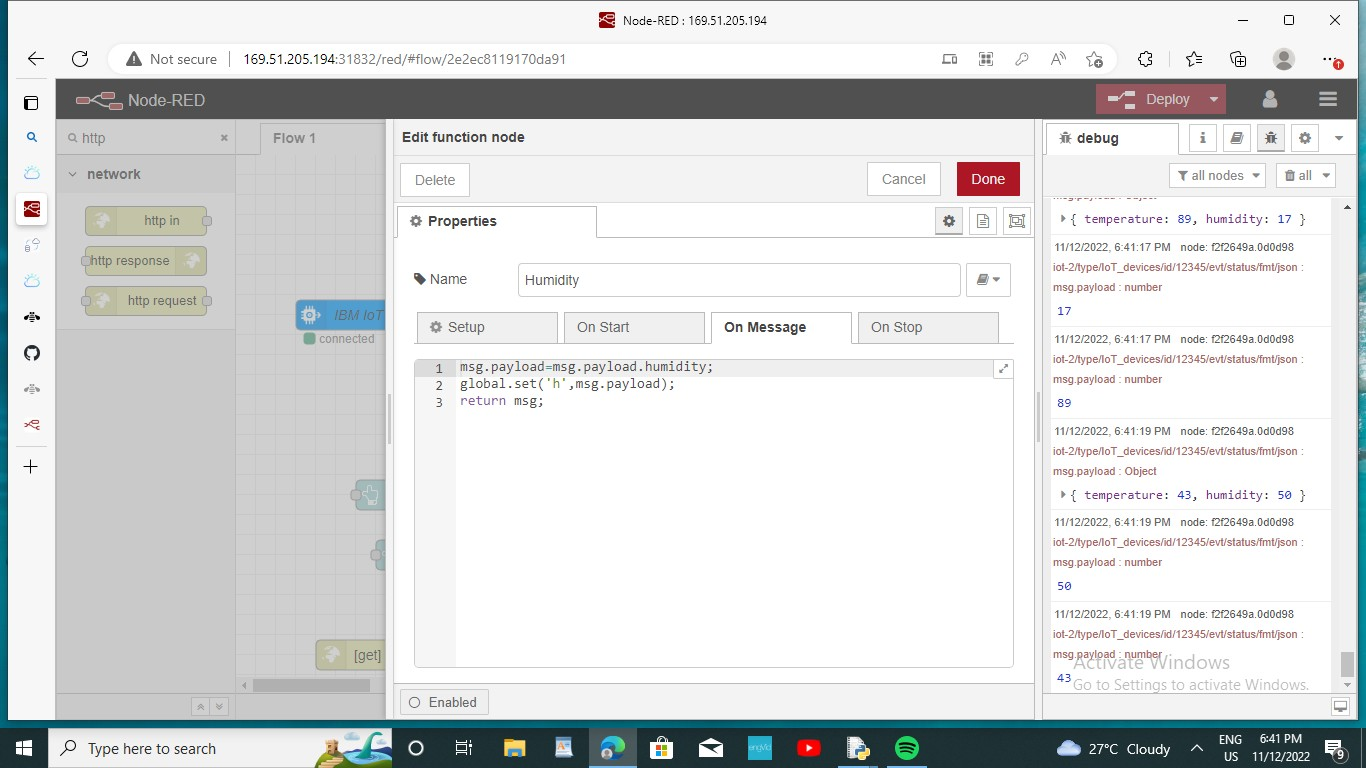 Node-RED : 169.51.205.194
Not secure
169.51.205.194:31832/red/#flow/2e2ec8119170da91
Node-RED
Deploy
http
Flow 1
network
http in
http response
http request
IBM IoT
connected
[get]
Edit function node
Delete
Cancel
Done
Properties
Name
Humidity
Setup
On Start
On Message
On Stop
1 msg.payload=msg.payload.humidity;
2 global.set('h',msg.payload);
3 return msg;
Enabled
debug
i
all nodes
all
msg.payload : Object
{ temperature: 89, humidity: 17 }
11/12/2022, 6:41:17 PM node: f2f2649a.0d0d98
iot-2/type/IoT_devices/id/12345/evt/status/fmt/json :
msg.payload : number
17
11/12/2022, 6:41:17 PM node: f2f2649a.0d0d98
iot-2/type/IoT_devices/id/12345/evt/status/fmt/json :
msg.payload : number
89
11/12/2022, 6:41:19 PM node: f2f2649a.0d0d98
iot-2/type/IoT_devices/id/12345/evt/status/fmt/json :
msg.payload : Object
{ temperature: 43, humidity: 50 }
11/12/2022, 6:41:19 PM node: f2f2649a.0d0d98
iot-2/type/IoT_devices/id/12345/evt/status/fmt/json :
msg.payload : number
50
11/12/2022, 6:41:19 PM node: f2f2649a.0d0d98
iot-2/type/IoT_devices/id/12345/evt/status/fmt/json :
msg.payload : number
43
Activate Windows
Go to Settings to activate Windows.
Type here to search
27°C Cloudy
ENG
US
6:41 PM
11/12/2022
9